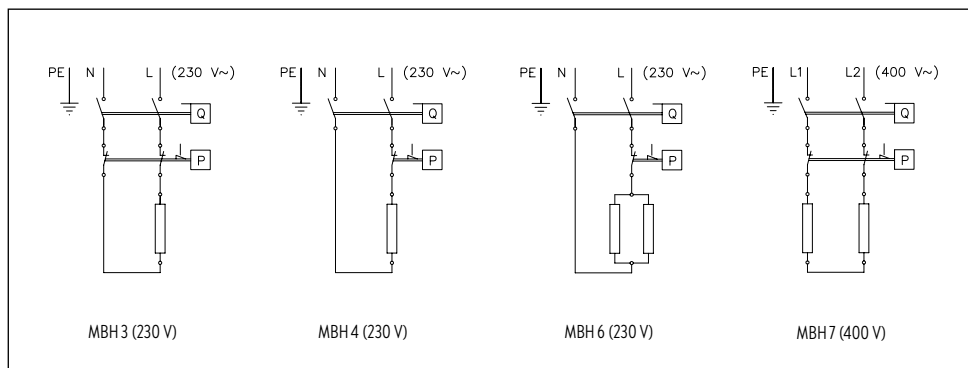 PE N L (230 V~) PE N L (230 V~) PE N L (230 V~) PE L1 L2 (400 V~)
Q Q Q Q
P P P P
MBH 3 (230 V) MBH 4 (230 V) MBH 6 (230 V) MBH 7 (400 V)